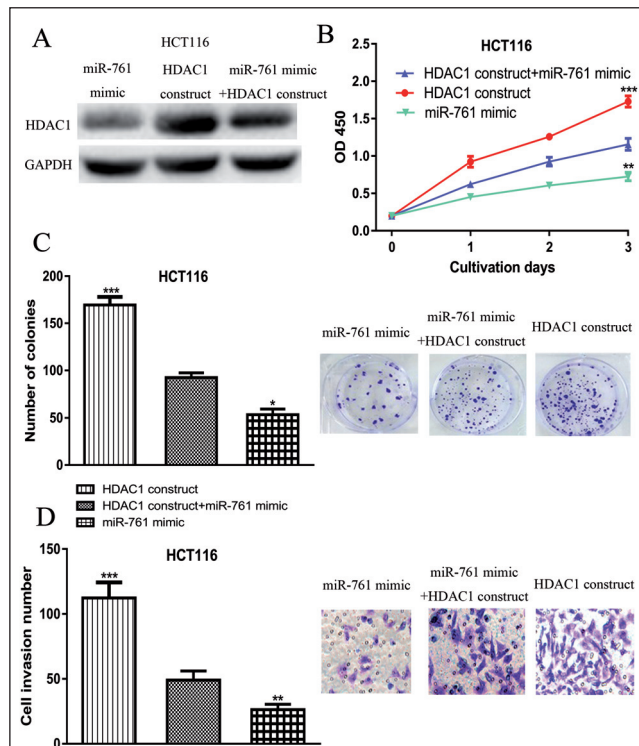 A
HCT116
miR-761 mimic
HDAC1 construct
miR-761 mimic +HDAC1 construct
HDAC1
GAPDH
B
HCT116
2.5
2.0
1.5
1.0
0.5
0.0
OD 450
HDAC1 construct+miR-761 mimic
HDAC1 construct
miR-761 mimic
***
**
0
1
2
3
Cultivation days
C
HCT116
200
150
100
50
0
Number of colonies
***
*
miR-761 mimic
miR-761 mimic +HDAC1 construct
HDAC1 construct
HDAC1 construct
HDAC1 construct+miR-761 mimic
miR-761 mimic
D
HCT116
150
100
50
0
Cell invasion number
***
**
miR-761 mimic
miR-761 mimic +HDAC1 construct
HDAC1 construct